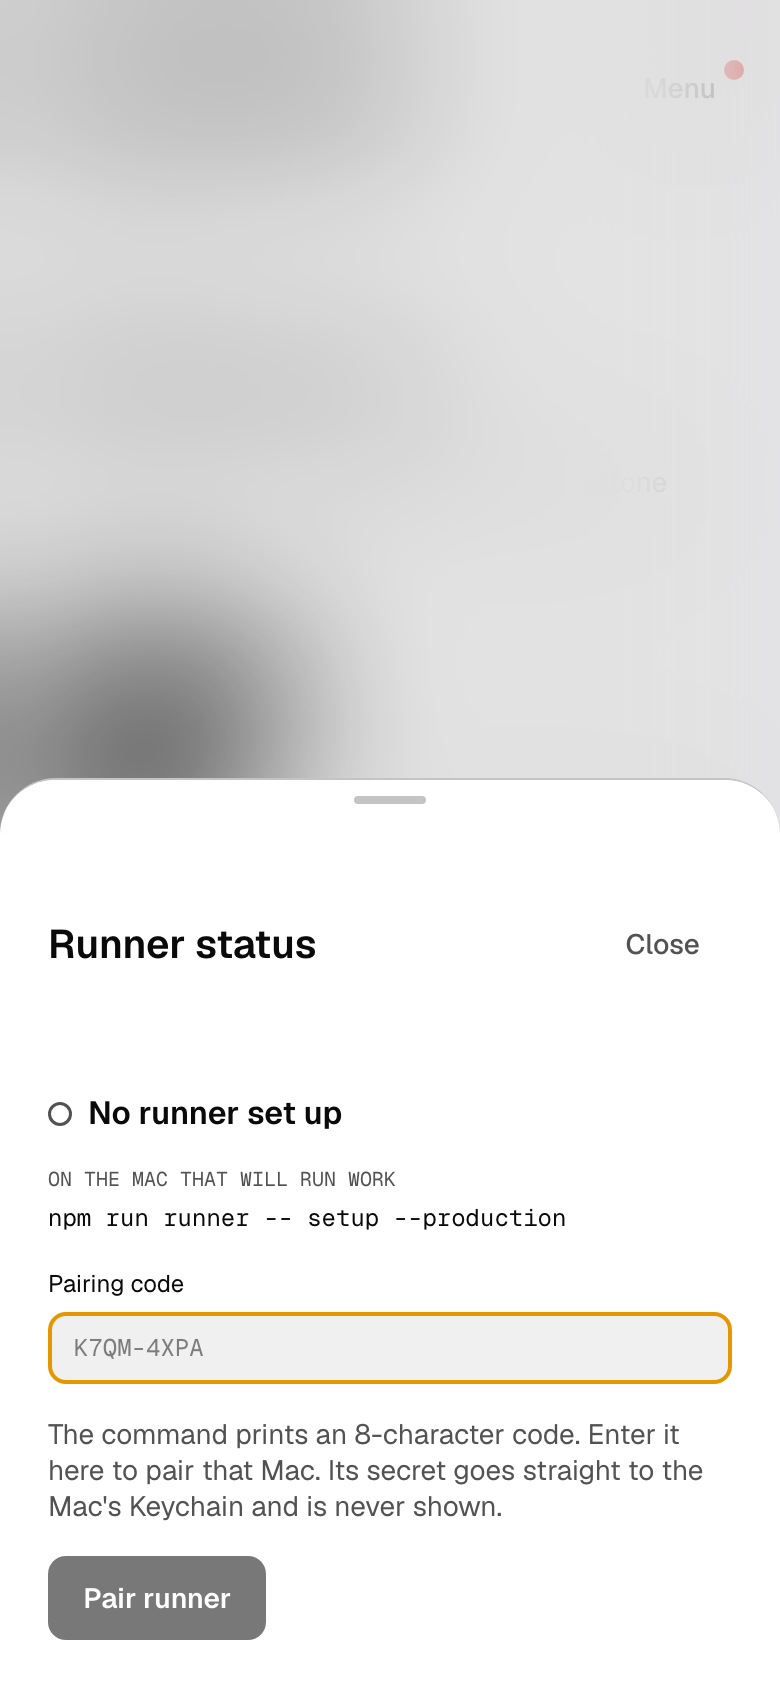 Menu
tone
Runner status
Close
No runner set up
ON THE MAC THAT WILL RUN WORK
npm run runner -- setup --production
Pairing code
K7QM-4XPA
The command prints an 8-character code. Enter it
here to pair that Mac. Its secret goes straight to the
Mac's Keychain and is never shown.
Pair runner